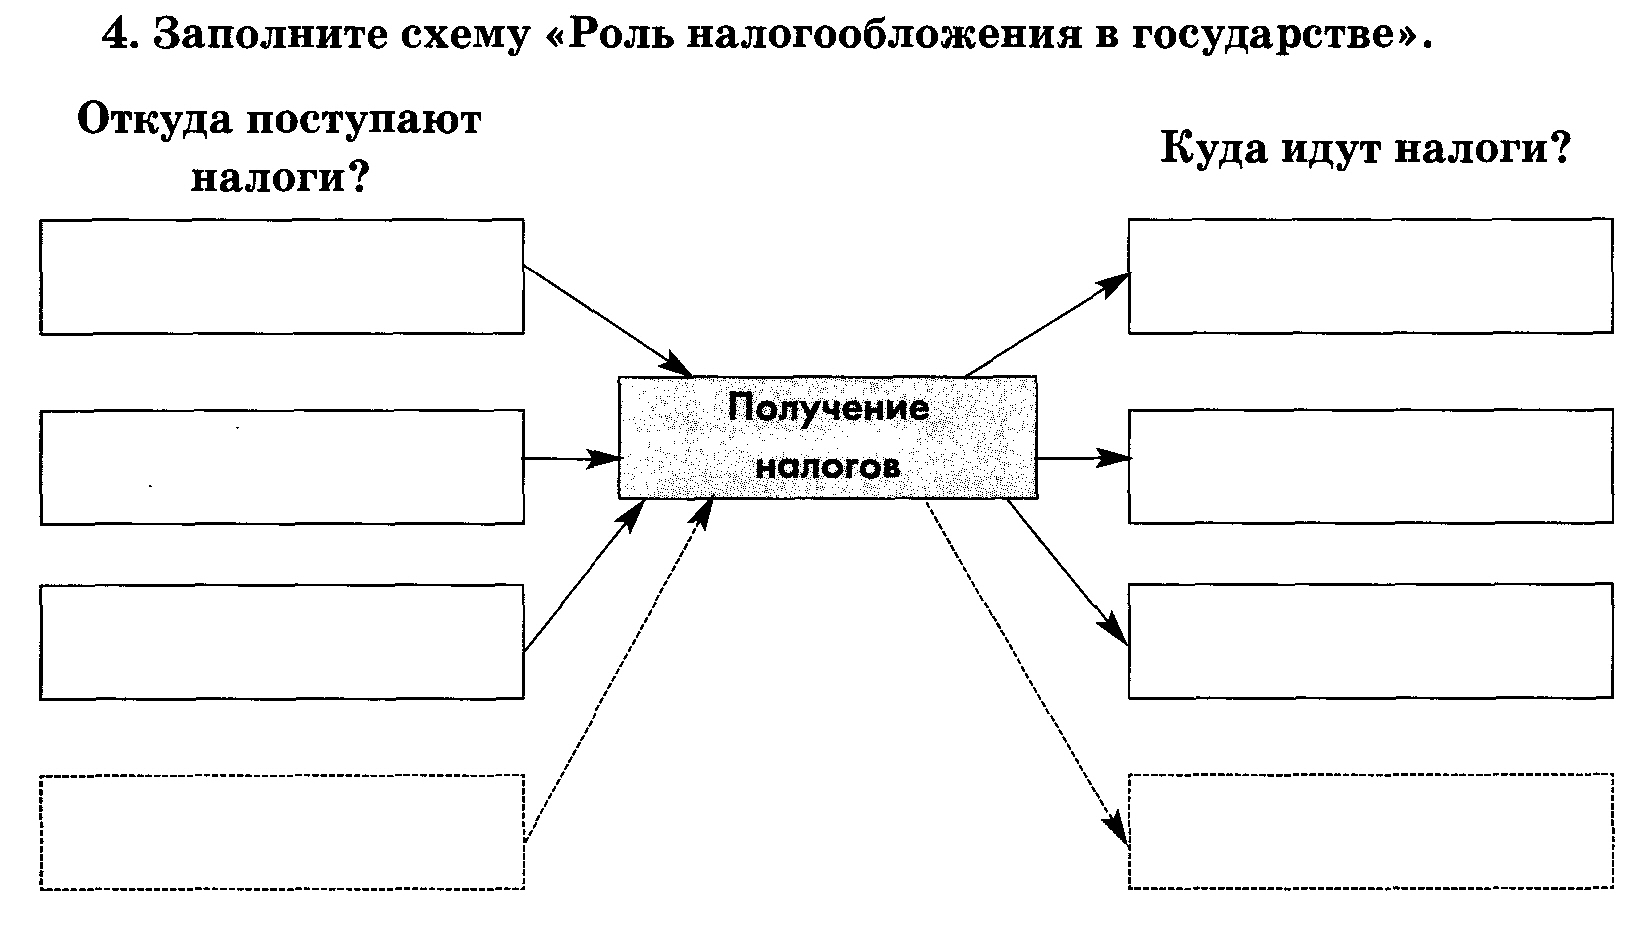 4. Заполните схему «Роль налогообложения в государстве».
Откуда поступают
налоги?
Куда идут налоги?
Получение
налогов